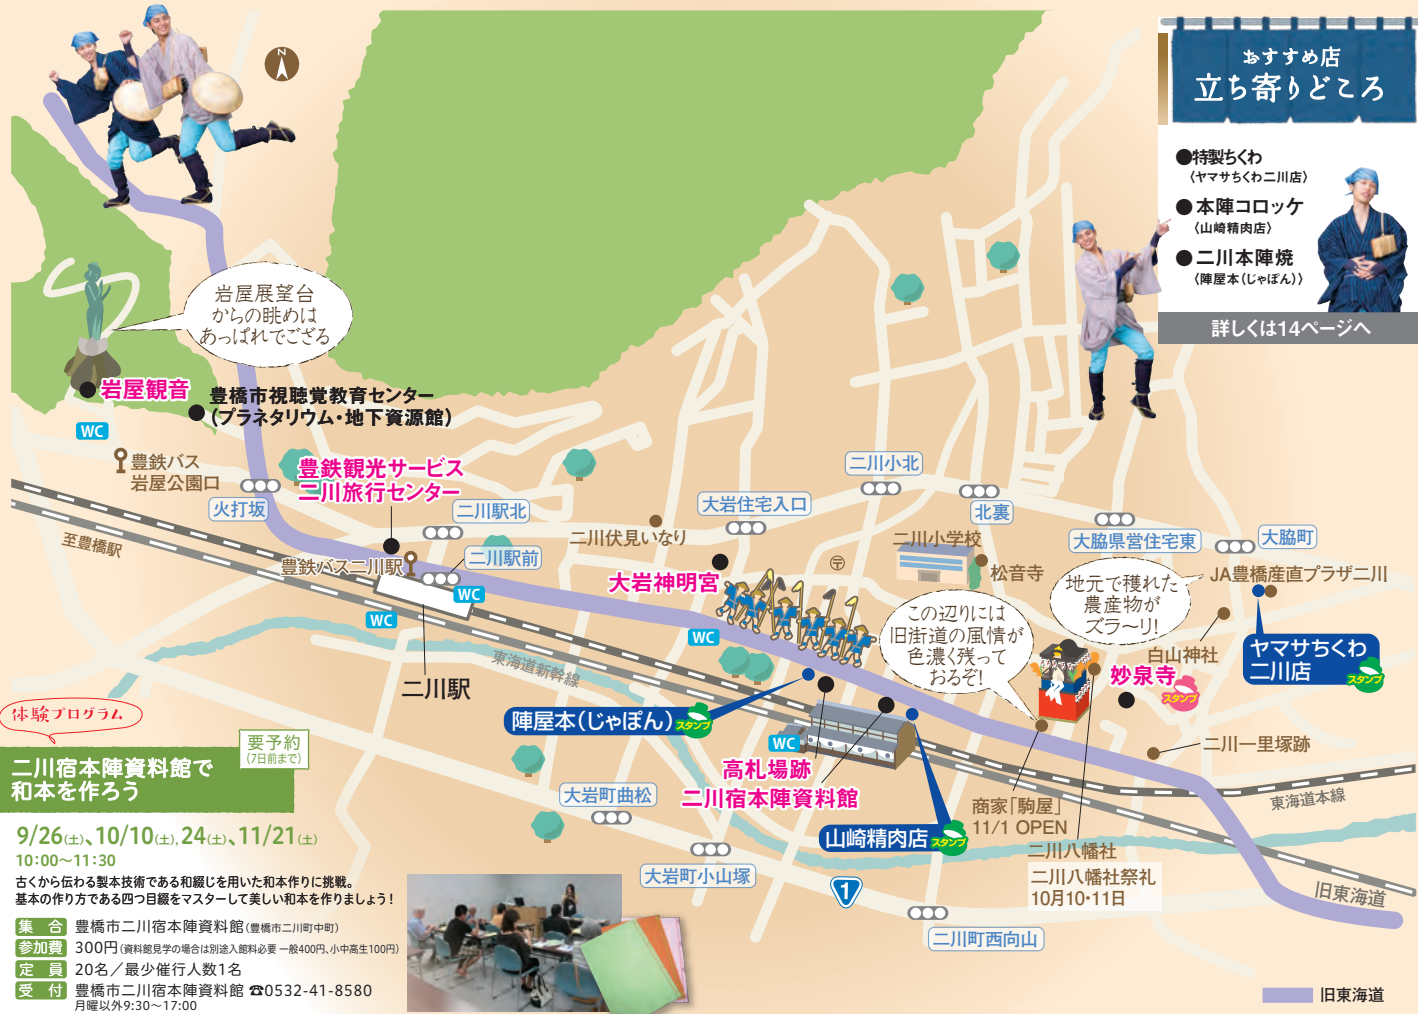 N
おすすめ店
立ち寄りどころ
●特製ちくわ
〈ヤマサちくわ二川店〉
●本陣コロッケ
〈山崎精肉店〉
●二川本陣焼
〈陣屋本(じゃぽん)〉
詳しくは14ページへ
岩屋展望台
からの眺めは
あっぱれでござる
岩屋観音
豊橋市視聴覚教育センター
(プラネタリウム・地下資源館)
WC
豊鉄バス
岩屋公園口
火打坂
豊鉄観光サービス
二川旅行センター
二川駅北
二川駅前
豊鉄バス二川駅
至豊橋駅
WC
WC
二川駅
東海道新幹線
二川伏見いなり
大岩住宅入口
大岩神明宮
WC
二川小北
北裏
二川小学校
松音寺
〒
大脇県営住宅東
大脇町
JA豊橋産直プラザ二川
地元で穫れた
農産物が
ズラ〜リ!
この辺りには
旧街道の風情が
色濃く残って
おるぞ!
白山神社
ヤマサちくわ
二川店
スタンプ
妙泉寺
スタンプ
陣屋本(じゃぽん)
スタンプ
WC
高札場跡
二川宿本陣資料館
山崎精肉店
スタンプ
二川一里塚跡
商家「駒屋」
11/1 OPEN
二川八幡社
二川八幡社祭礼
10月10・11日
東海道本線
旧東海道
大岩町曲松
大岩町小山塚
1
二川町西向山
旧東海道
体験プログラム
要予約
(7日前まで)
二川宿本陣資料館で
和本を作ろう
9/26(土)、10/10(土)、24(土)、11/21(土)
10:00〜11:30
古くから伝わる製本技術である和綴じを用いた和本作りに挑戦。
基本の作り方である四つ目綴をマスターして美しい和本を作りましょう!
集 合 豊橋市二川宿本陣資料館(豊橋市二川町中町)
参加費 300円(資料館見学の場合は別途入館料必要 一般400円、小中高生100円)
定 員 20名/最少催行人数1名
受 付 豊橋市二川宿本陣資料館 ☎0532-41-8580
月曜以外9:30〜17:00